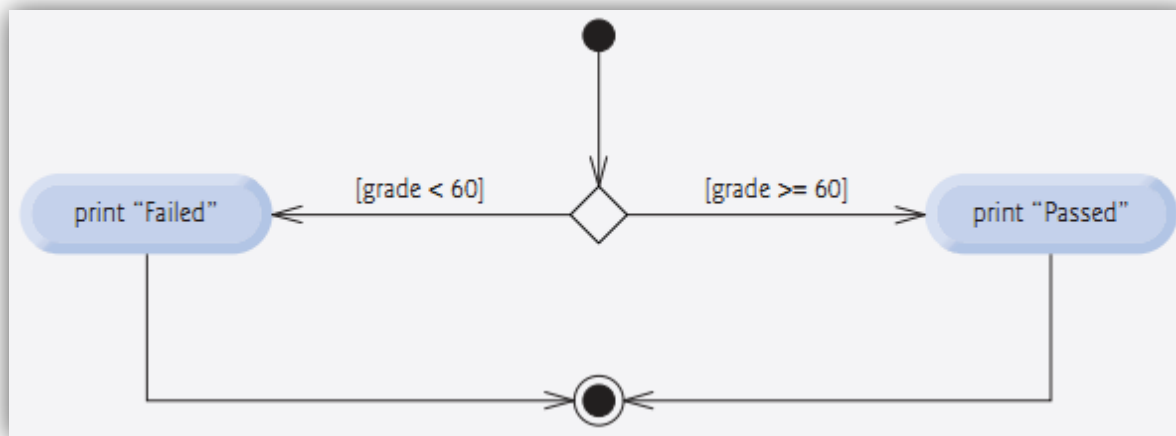 [grade < 60]
[grade >= 60]
print “Failed”
print “Passed”